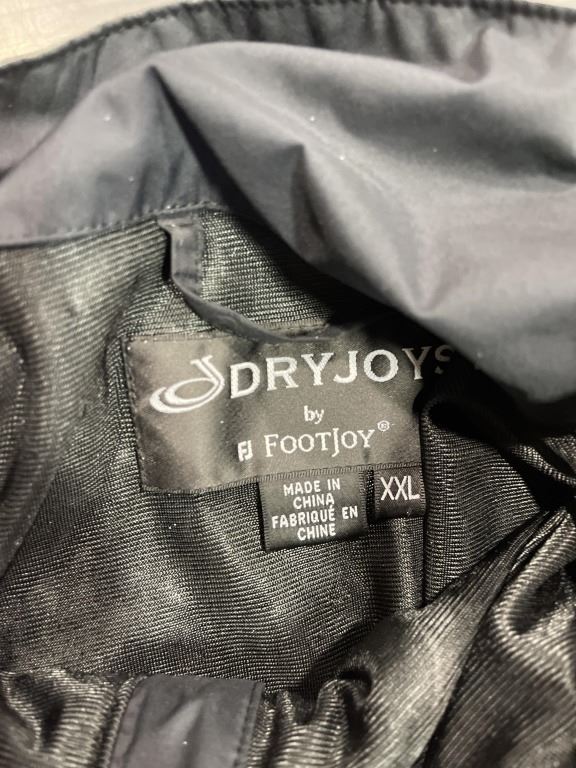 DRYJOYS
by
FJ FOOTJOY®
MADE IN
CHINA
FABRIQUÉ EN
CHINE
XXL